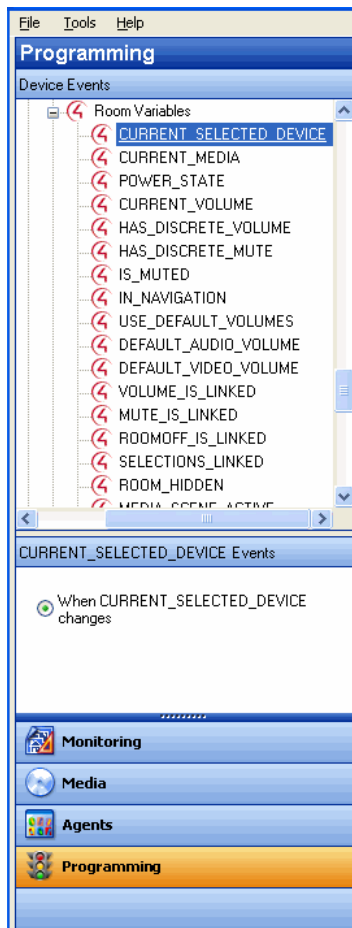 File Tools Help
Programming
Device Events
Room Variables
CURRENT_SELECTED_DEVICE
CURRENT_MEDIA
POWER_STATE
CURRENT_VOLUME
HAS_DISCRETE_VOLUME
HAS_DISCRETE_MUTE
IS_MUTED
IN_NAVIGATION
USE_DEFAULT_VOLUMES
DEFAULT_AUDIO_VOLUME
DEFAULT_VIDEO_VOLUME
VOLUME_IS_LINKED
MUTE_IS_LINKED
ROOMOFF_IS_LINKED
SELECTIONS_LINKED
ROOM_HIDDEN
MEDIA_SCENE_ACTIVE
CURRENT_SELECTED_DEVICE Events
When CURRENT_SELECTED_DEVICE
changes
Monitoring
Media
Agents
Programming